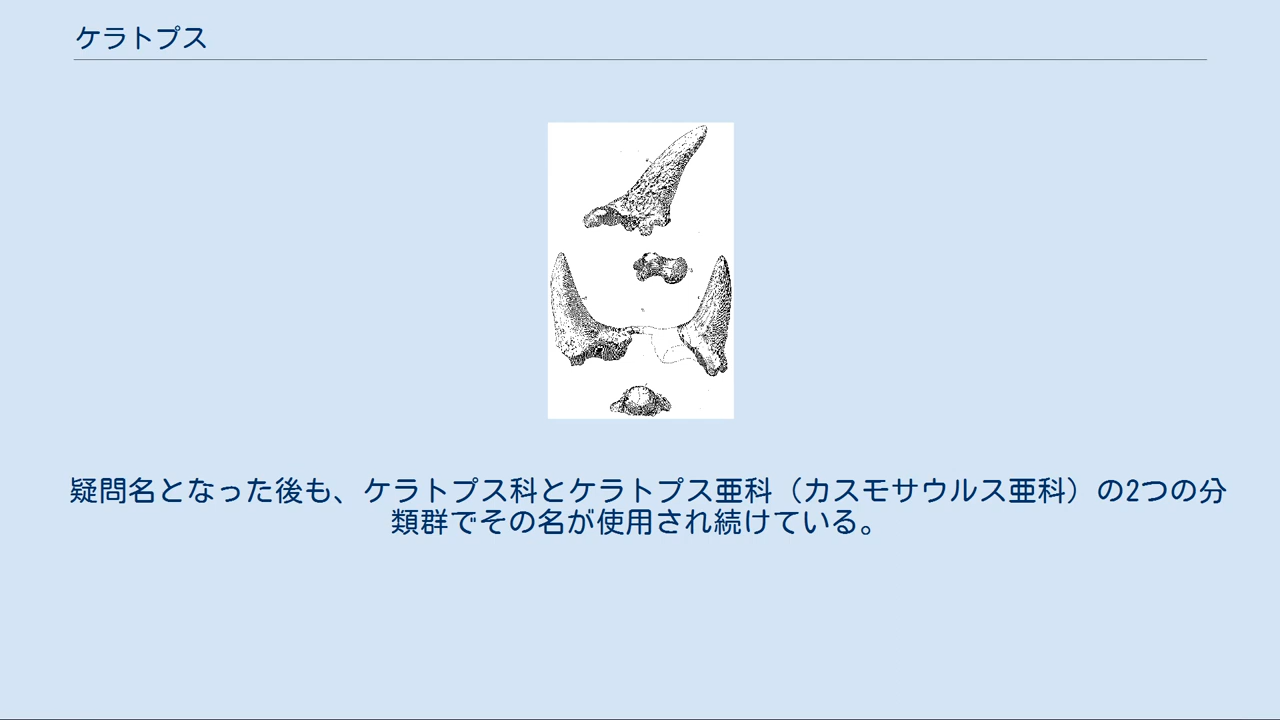 ケラトプス
疑問名となった後も、ケラトプス科とケラトプス亜科（カスモサウルス亜科）の2つの分
類群でその名が使用され続けている。